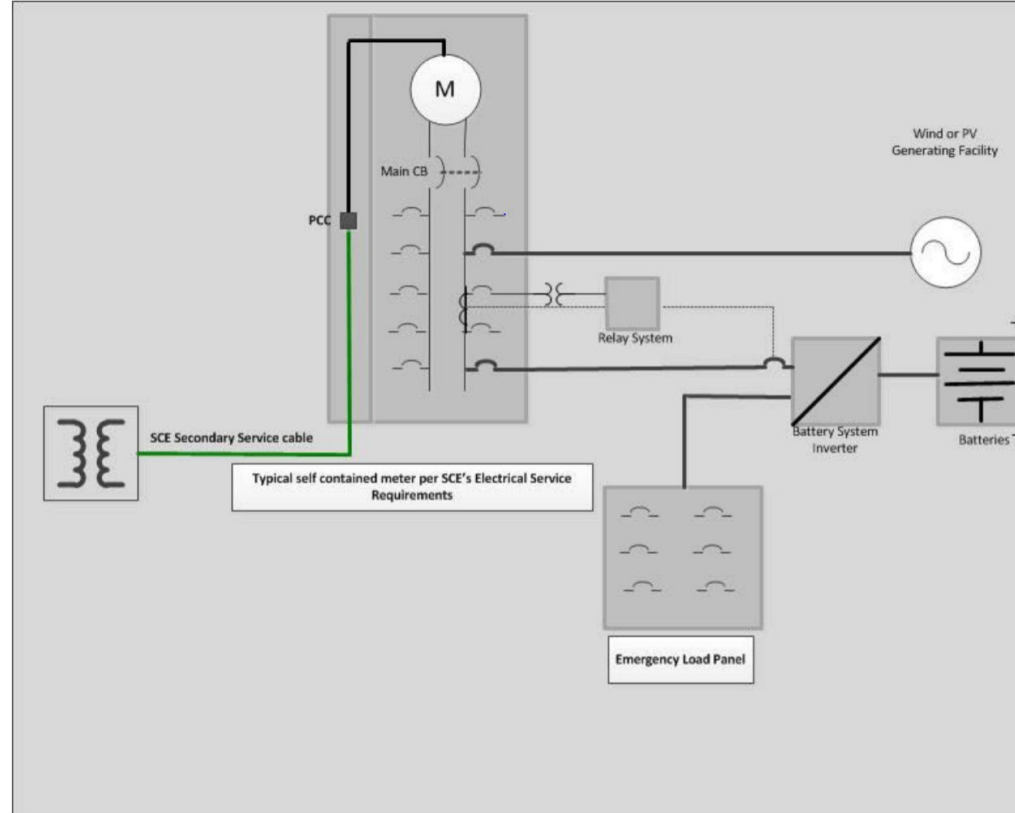 M
Wind or PV
Generating Facility
Main CB
PCC
Relay System
SCE Secondary Service cable
Battery System
Inverter
Batteries
Typical self contained meter per SCE's Electrical Service
Requirements
Emergency Load Panel